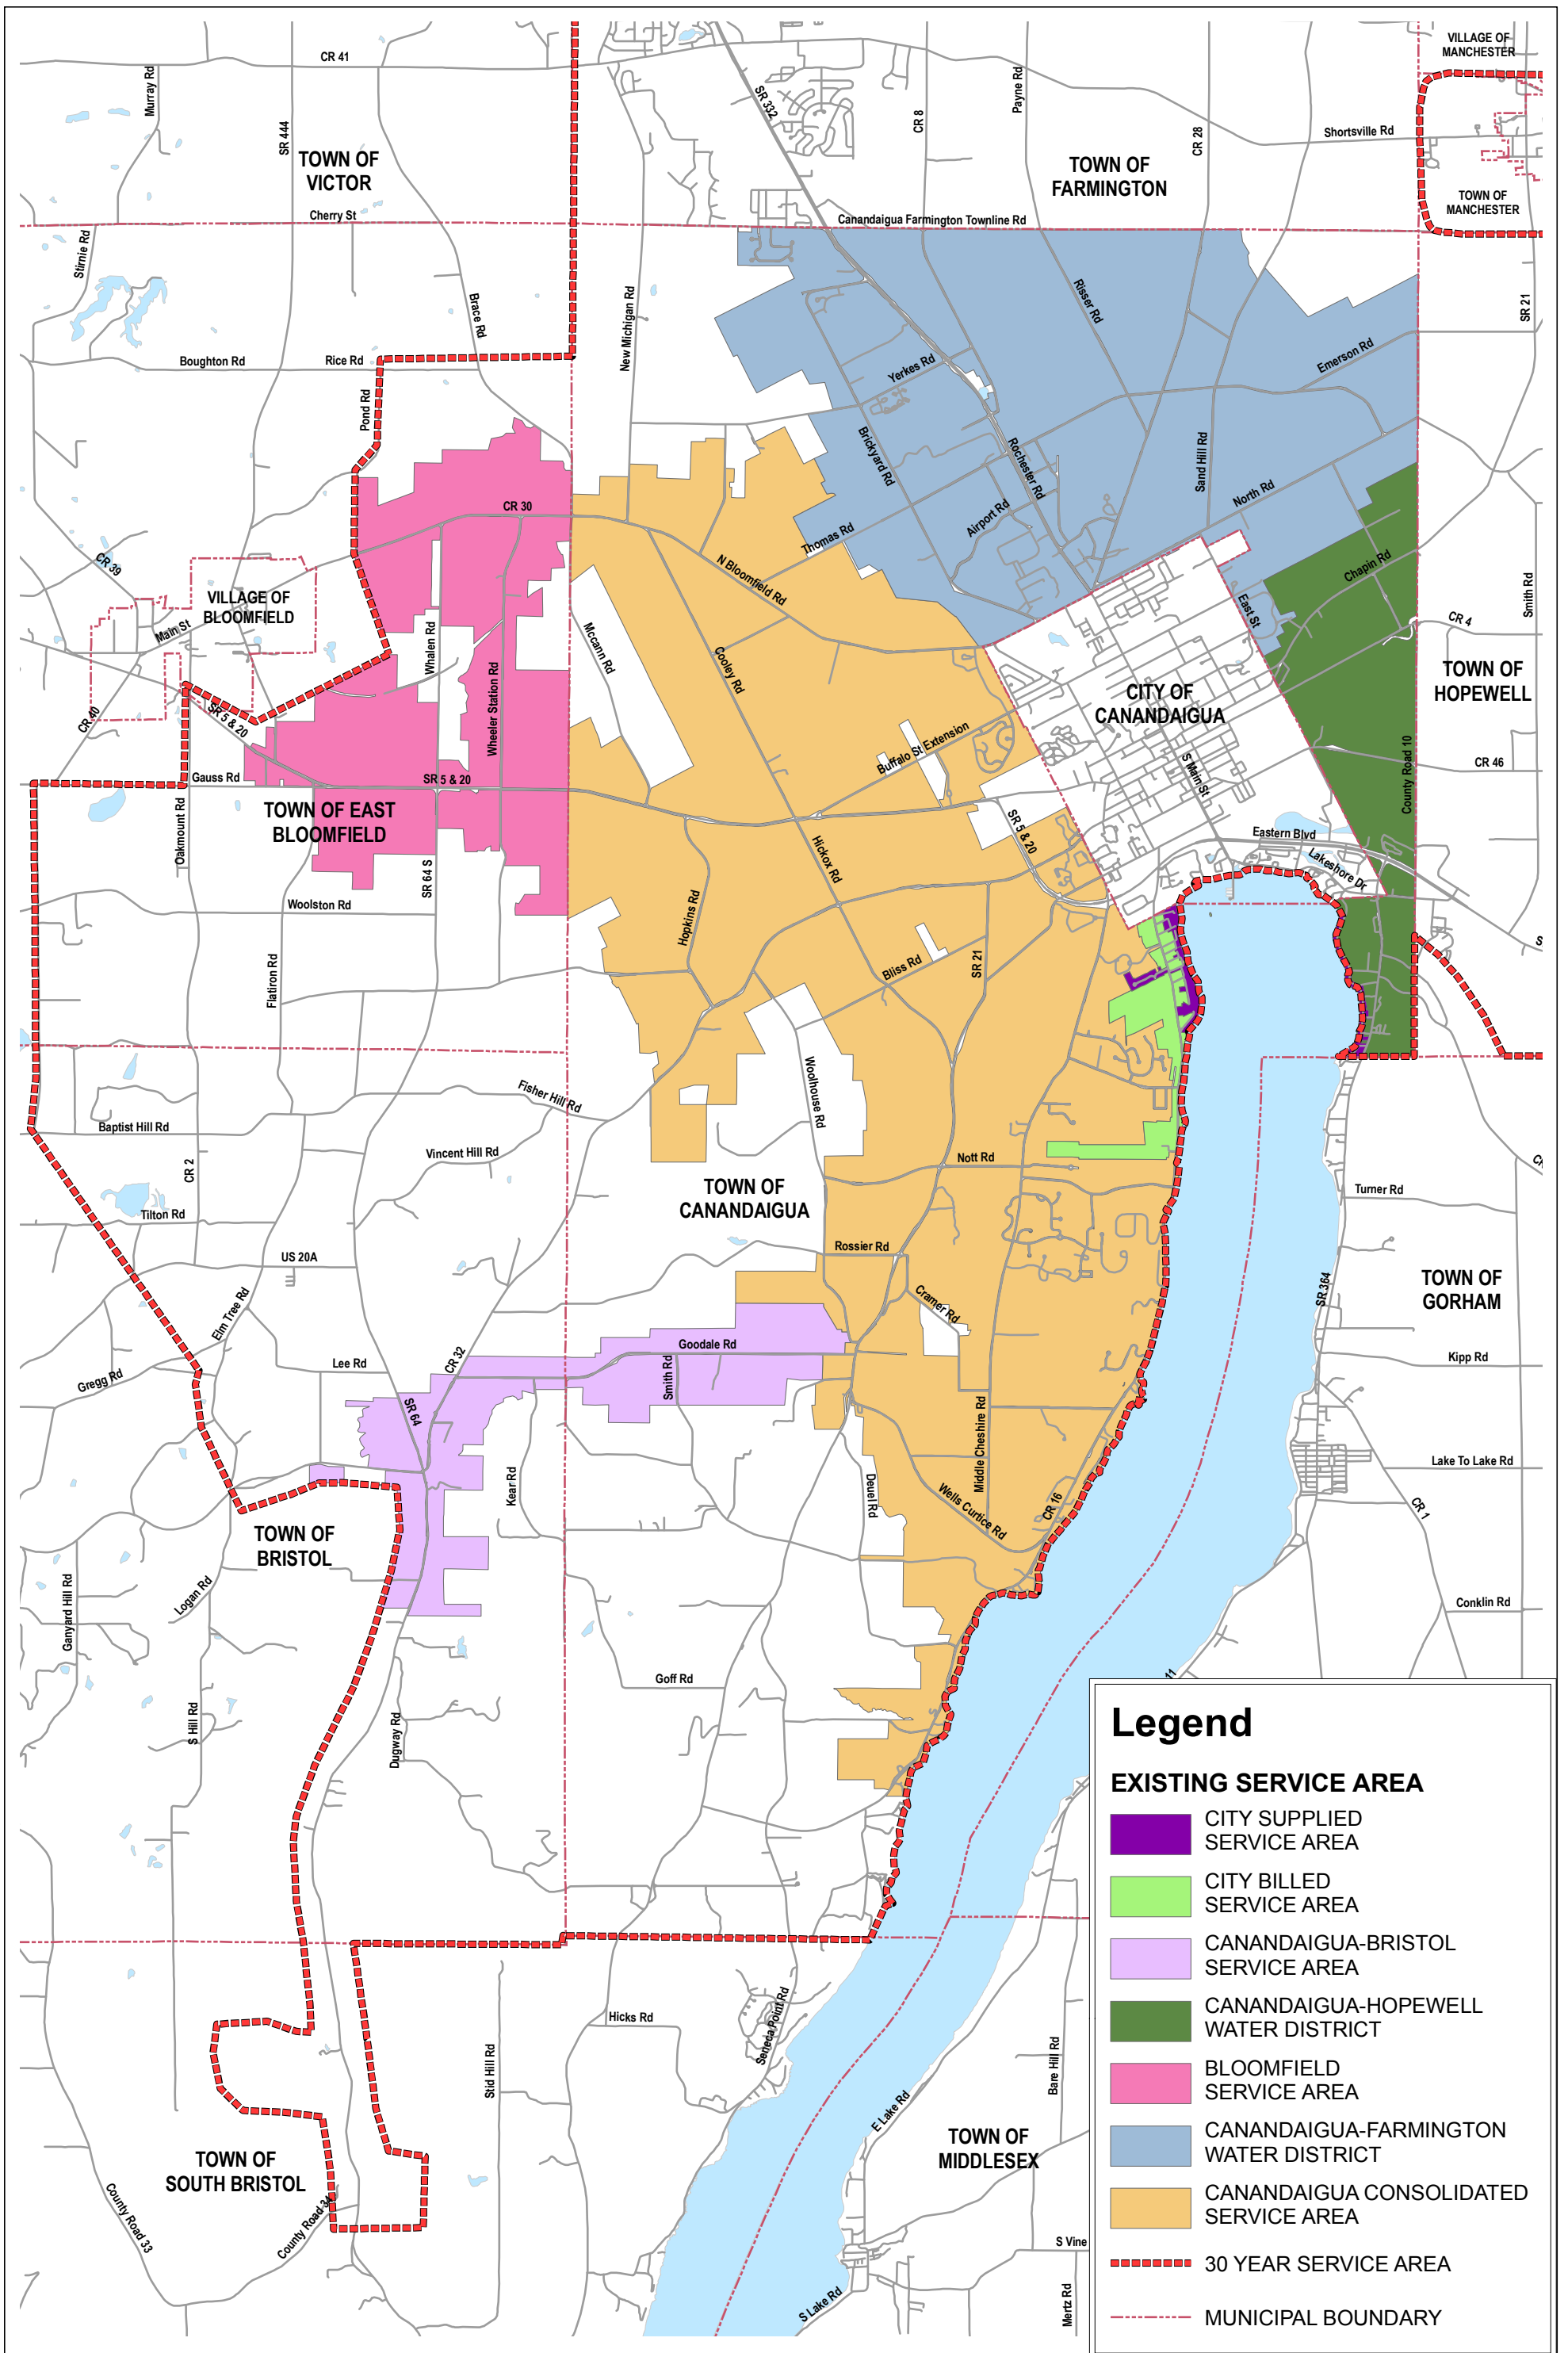 VILLAGE OF
MANCHESTER
CR 41
Murray Rd
SR 444
SR 332
CR 8
Payne Rd
CR 28
Shortsville Rd
TOWN OF
VICTOR
TOWN OF
FARMINGTON
TOWN OF
MANCHESTER
Cherry St
Canandaigua Farmington Townline Rd
Stirnie Rd
Brace Rd
New Michigan Rd
Risser Rd
SR 21
Boughton Rd
Rice Rd
Yerkes Rd
Emerson Rd
Pond Rd
Brickyard Rd
Rochester Rd
Sand Hill Rd
North Rd
CR 30
Airport Rd
Thomas Rd
CR 39
N Bloomfield Rd
Chapin Rd
Smith Rd
VILLAGE OF
BLOOMFIELD
Main St
East St
CR 4
Whalen Rd
Mccann Rd
Cooley Rd
Wheeler Station Rd
TOWN OF
HOPEWELL
CITY OF
CANANDAIGUA
CR 40
SR 5 & 20
Buffalo St Extension
S Main St
County Road 10
CR 46
Gauss Rd
SR 5 & 20
TOWN OF EAST
BLOOMFIELD
Oakmount Rd
SR 5 & 20
Hickox Rd
Eastern Blvd
Lakeshore Dr
SR 64 S
Woolston Rd
Hopkins Rd
Flatiron Rd
Bliss Rd
SR 21
S
Woolhouse Rd
Fisher Hill Rd
Baptist Hill Rd
Vincent Hill Rd
CR 2
Nott Rd
TOWN OF
CANANDAIGUA
Turner Rd
Tilton Rd
Rossier Rd
US 20A
SR 364
TOWN OF
GORHAM
Elm Tree Rd
Cramer Rd
Goodale Rd
CR 32
Smith Rd
Lee Rd
Kipp Rd
Gregg Rd
SR 64
Middle Cheshire Rd
Lake To Lake Rd
Kear Rd
Deuel Rd
Wells Curtice Rd
CR 16
CR 1
TOWN OF
BRISTOL
Ganyard Hill Rd
Logan Rd
Conklin Rd
Goff Rd
11
S Hill Rd
Dugway Rd
Hicks Rd
Seneca Point Rd
Stid Hill Rd
Bare Hill Rd
E Lake Rd
TOWN OF
MIDDLESEX
TOWN OF
SOUTH BRISTOL
County Road 33
County Road 34
S Vine
Mertz Rd
S Lake Rd
Legend
EXISTING SERVICE AREA
CITY SUPPLIED
SERVICE AREA
CITY BILLED
SERVICE AREA
CANANDAIGUA-BRISTOL
SERVICE AREA
CANANDAIGUA-HOPEWELL
WATER DISTRICT
BLOOMFIELD
SERVICE AREA
CANANDAIGUA-FARMINGTON
WATER DISTRICT
CANANDAIGUA CONSOLIDATED
SERVICE AREA
30 YEAR SERVICE AREA
MUNICIPAL BOUNDARY